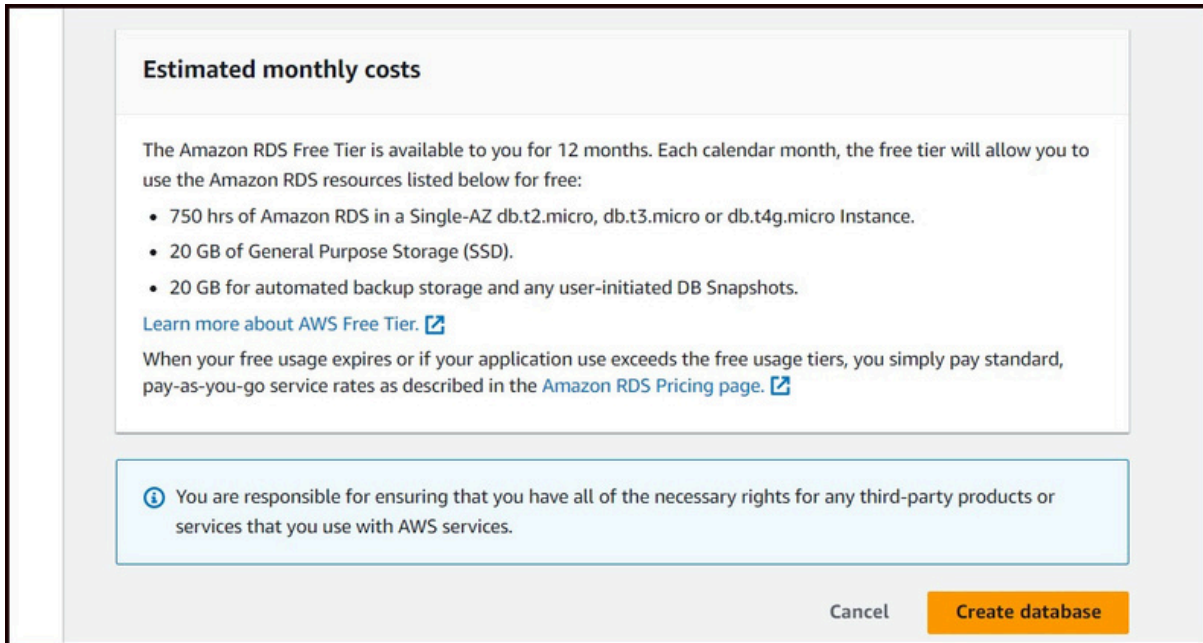 Estimated monthly costs
The Amazon RDS Free Tier is available to you for 12 months. Each calendar month, the free tier will allow you to
use the Amazon RDS resources listed below for free:
• 750 hrs of Amazon RDS in a Single-AZ db.t2.micro, db.t3.micro or db.t4g.micro Instance.
• 20 GB of General Purpose Storage (SSD).
• 20 GB for automated backup storage and any user-initiated DB Snapshots.
Learn more about AWS Free Tier.
When your free usage expires or if your application use exceeds the free usage tiers, you simply pay standard,
pay-as-you-go service rates as described in the Amazon RDS Pricing page.
You are responsible for ensuring that you have all of the necessary rights for any third-party products or
services that you use with AWS services.
Cancel Create database